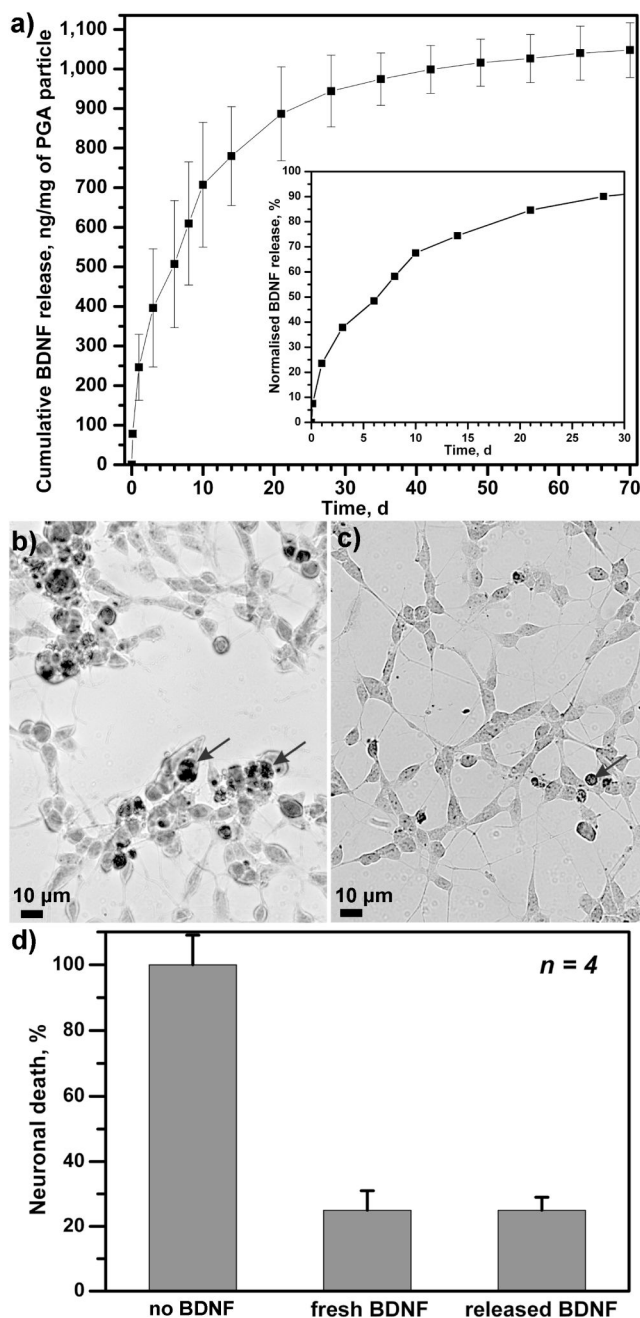 a)
Cumulative BDNF release, ng/mg of PGA particle
1,100
1,000
900
800
700
600
500
400
300
200
100
0
0 10 20 30 40 50 60 70
Time, d
Normalised BDNF release, %
100
90
80
70
60
50
40
30
20
10
0
0 5 10 15 20 25 30
Time, d
b)
10 µm
c)
10 µm
d)
n = 4
Neuronal death, %
100
80
60
40
20
0
no BDNF fresh BDNF released BDNF